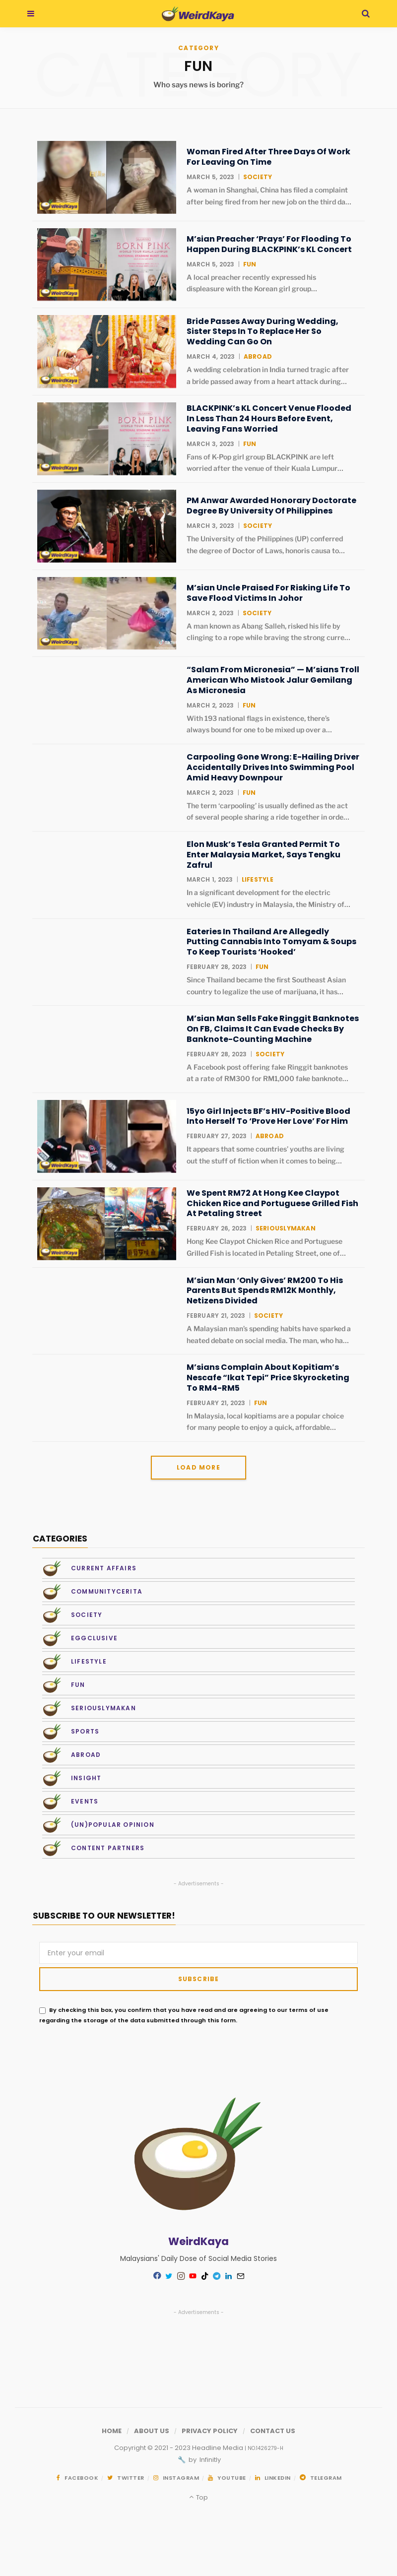 WeirdKaya
CATEGORY
CATEGORY
FUN
Who says news is boring?
Woman Fired After Three Days Of Work
For Leaving On Time
MARCH 5, 2023 | SOCIETY
A woman in Shanghai, China has filed a complaint
after being fired from her new job on the third da...
WeirdKaya
M'sian Preacher 'Prays' For Flooding To
Happen During BLACKPINK's KL Concert
MARCH 5, 2023 | FUN
A local preacher recently expressed his
displeasure with the Korean girl group...
BORN PINK
WeirdKaya
Bride Passes Away During Wedding,
Sister Steps In To Replace Her So
Wedding Can Go On
MARCH 4, 2023 | ABROAD
A wedding celebration in India turned tragic after
a bride passed away from a heart attack during...
WeirdKaya
BLACKPINK's KL Concert Venue Flooded
In Less Than 24 Hours Before Event,
Leaving Fans Worried
MARCH 3, 2023 | FUN
Fans of K-Pop girl group BLACKPINK are left
worried after the venue of their Kuala Lumpur...
BORN PINK
WeirdKaya
PM Anwar Awarded Honorary Doctorate
Degree By University Of Philippines
MARCH 3, 2023 | SOCIETY
The University of the Philippines (UP) conferred
the degree of Doctor of Laws, honoris causa to...
WeirdKaya
M'sian Uncle Praised For Risking Life To
Save Flood Victims In Johor
MARCH 2, 2023 | SOCIETY
A man known as Abang Salleh, risked his life by
clinging to a rope while braving the strong curre...
WeirdKaya
"Salam From Micronesia" — M'sians Troll
American Who Mistook Jalur Gemilang
As Micronesia
MARCH 2, 2023 | FUN
With 193 national flags in existence, there's
always bound for one to be mixed up over a...
Carpooling Gone Wrong: E-Hailing Driver
Accidentally Drives Into Swimming Pool
Amid Heavy Downpour
MARCH 2, 2023 | FUN
The term 'carpooling' is usually defined as the act
of several people sharing a ride together in orde...
Elon Musk's Tesla Granted Permit To
Enter Malaysia Market, Says Tengku
Zafrul
MARCH 1, 2023 | LIFESTYLE
In a significant development for the electric
vehicle (EV) industry in Malaysia, the Ministry of...
Eateries In Thailand Are Allegedly
Putting Cannabis Into Tomyam & Soups
To Keep Tourists 'Hooked'
FEBRUARY 28, 2023 | FUN
Since Thailand became the first Southeast Asian
country to legalize the use of marijuana, it has...
M'sian Man Sells Fake Ringgit Banknotes
On FB, Claims It Can Evade Checks By
Banknote-Counting Machine
FEBRUARY 28, 2023 | SOCIETY
A Facebook post offering fake Ringgit banknotes
at a rate of RM300 for RM1,000 fake banknote...
15yo Girl Injects BF's HIV-Positive Blood
Into Herself To 'Prove Her Love' For Him
FEBRUARY 27, 2023 | ABROAD
It appears that some countries' youths are living
out the stuff of fiction when it comes to being...
WeirdKaya
We Spent RM72 At Hong Kee Claypot
Chicken Rice and Portuguese Grilled Fish
At Petaling Street
FEBRUARY 26, 2023 | SERIOUSLYMAKAN
Hong Kee Claypot Chicken Rice and Portuguese
Grilled Fish is located in Petaling Street, one of...
WeirdKaya
M'sian Man 'Only Gives' RM200 To His
Parents But Spends RM12K Monthly,
Netizens Divided
FEBRUARY 21, 2023 | SOCIETY
A Malaysian man's spending habits have sparked a
heated debate on social media. The man, who ha...
M'sians Complain About Kopitiam's
Nescafe "Ikat Tepi" Price Skyrocketing
To RM4-RM5
FEBRUARY 21, 2023 | FUN
In Malaysia, local kopitiams are a popular choice
for many people to enjoy a quick, affordable...
LOAD MORE
CATEGORIES
CURRENT AFFAIRS
COMMUNITYCERITA
SOCIETY
EGGCLUSIVE
LIFESTYLE
FUN
SERIOUSLYMAKAN
SPORTS
ABROAD
INSIGHT
EVENTS
(UN)POPULAR OPINION
CONTENT PARTNERS
- Advertisements -
SUBSCRIBE TO OUR NEWSLETTER!
Enter your email
SUBSCRIBE
By checking this box, you confirm that you have read and are agreeing to our terms of use
regarding the storage of the data submitted through this form.
WeirdKaya
Malaysians' Daily Dose of Social Media Stories
- Advertisements -
HOME / ABOUT US / PRIVACY POLICY / CONTACT US
Copyright © 2021 - 2023 Headline Media | NO.1426279-H
by Infinitly
FACEBOOK TWITTER INSTAGRAM YOUTUBE LINKEDIN TELEGRAM
Top